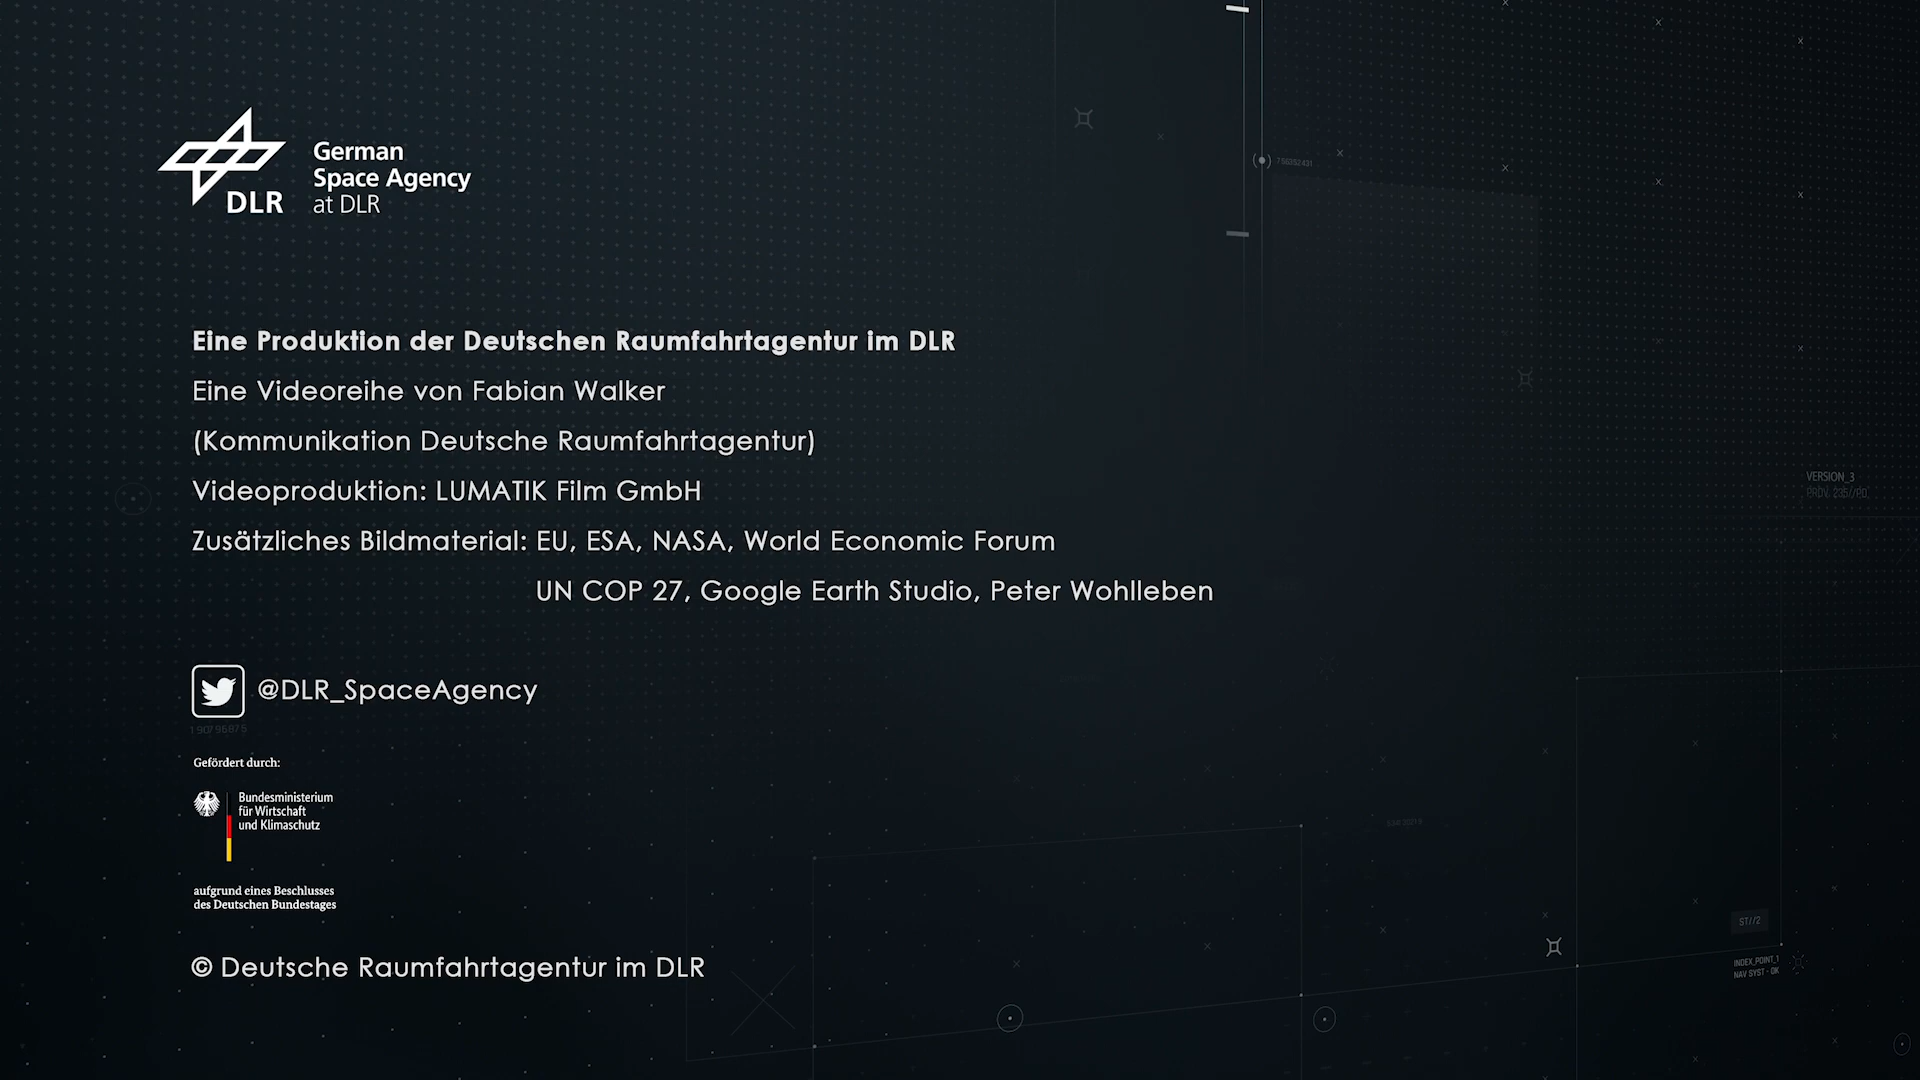 DLR
German
Space Agency
at DLR
Eine Produktion der Deutschen Raumfahrtagentur im DLR
Eine Videoreihe von Fabian Walker
(Kommunikation Deutsche Raumfahrtagentur)
Videoproduktion: LUMATIK Film GmbH
Zusätzliches Bildmaterial: EU, ESA, NASA, World Economic Forum
UN COP 27, Google Earth Studio, Peter Wohlleben
@DLR_SpaceAgency
Gefördert durch:
Bundesministerium
für Wirtschaft
und Klimaschutz
aufgrund eines Beschlusses
des Deutschen Bundestages
© Deutsche Raumfahrtagentur im DLR
VERSION_3
ST//2
INDEX_POINT_1
NAV SYST - OK